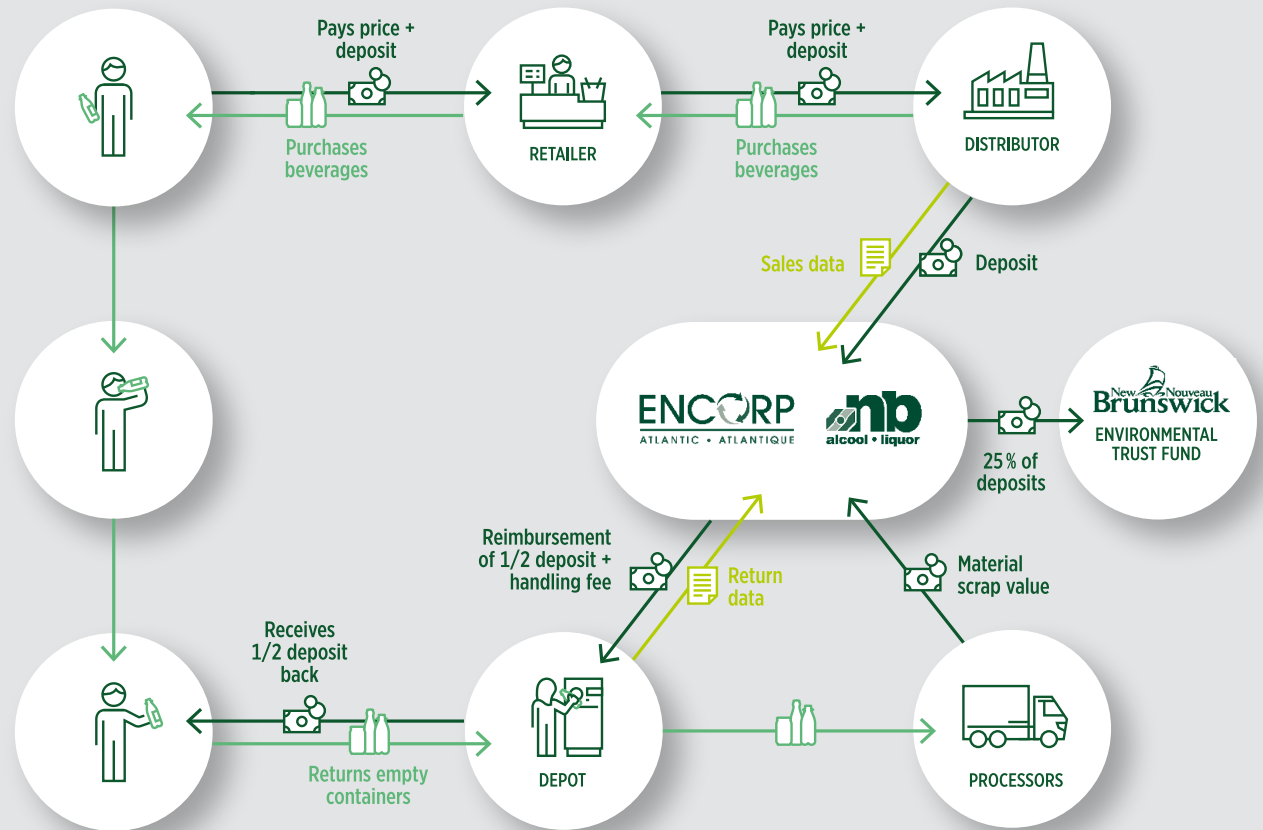 Pays price +
deposit
Pays price +
deposit
Purchases
beverages
RETAILER
Purchases
beverages
DISTRIBUTOR
Sales data
Deposit
ENCORP
ATLANTIC • ATLANTIQUE
nb
alcool • liquor
New Nouveau
Brunswick
ENVIRONMENTAL
TRUST FUND
25% of
deposits
Reimbursement
of 1/2 deposit +
handling fee
Return
data
Material
scrap value
Receives
1/2 deposit
back
Returns empty
containers
DEPOT
PROCESSORS